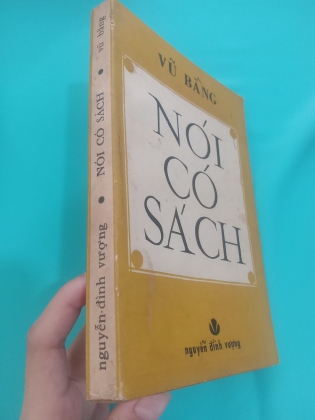 VŨ BẰNG
NÓI
CÓ
SÁCH
nguyễn đình vượng
vũ bằng • NÓI CÓ SÁCH • nguyễn-đình vượng